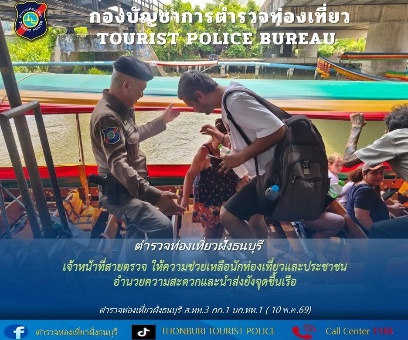 กองบัญชาการตำรวจท่องเที่ยว
TOURIST POLICE BUREAU
ตำรวจท่องเที่ยวฝั่งธนบุรี
เจ้าหน้าที่สายตรวจ ให้ความช่วยเหลือนักท่องเที่ยวและประชาชน
อำนวยความสะดวกและนำส่งยังจุดขึ้นเรือ
ตำรวจท่องเที่ยวฝั่งธนบุรี ส.ทท.3 กก.1 บก.ทท.1 ( 10 พ.ค.69)
ตำรวจท่องเที่ยวฝั่งธนบุรี THONBURI TOURIST POLICE Call Center 1155